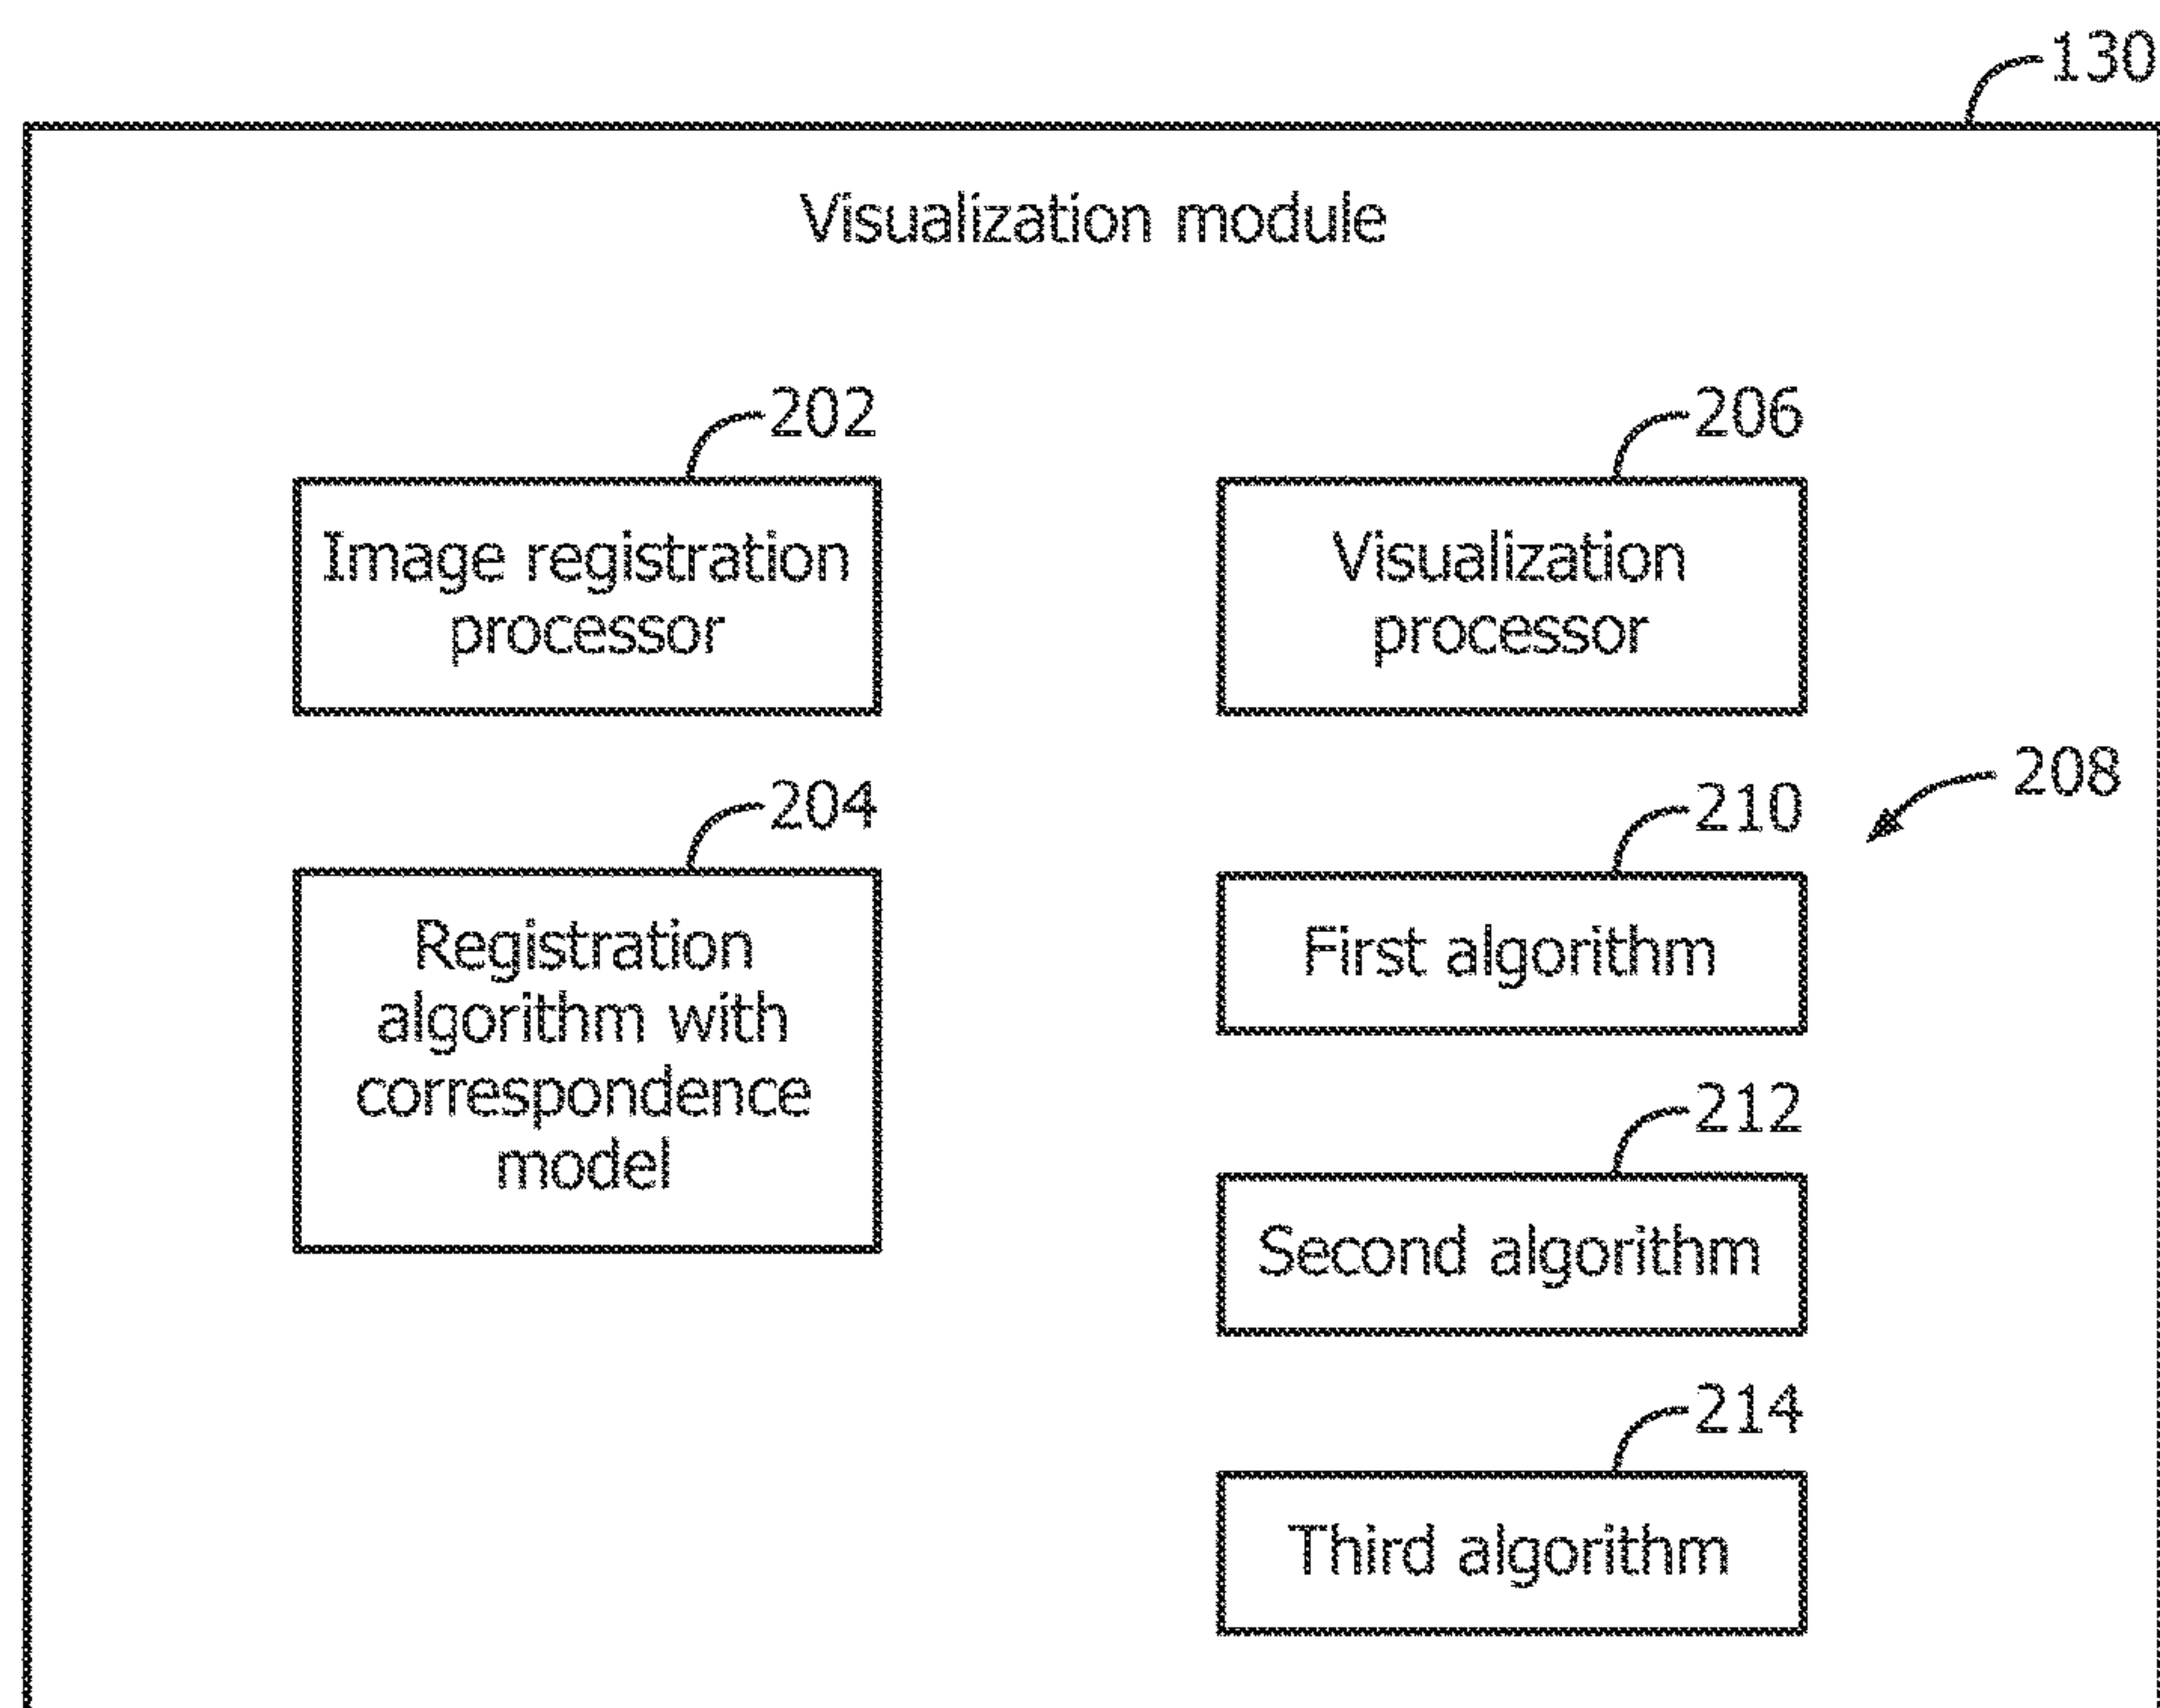 130
Visualization module
202
Image registration
processor
204
Registration
algorithm with
correspondence
model
206
Visualization
processor
208
210
First algorithm
212
Second algorithm
214
Third algorithm